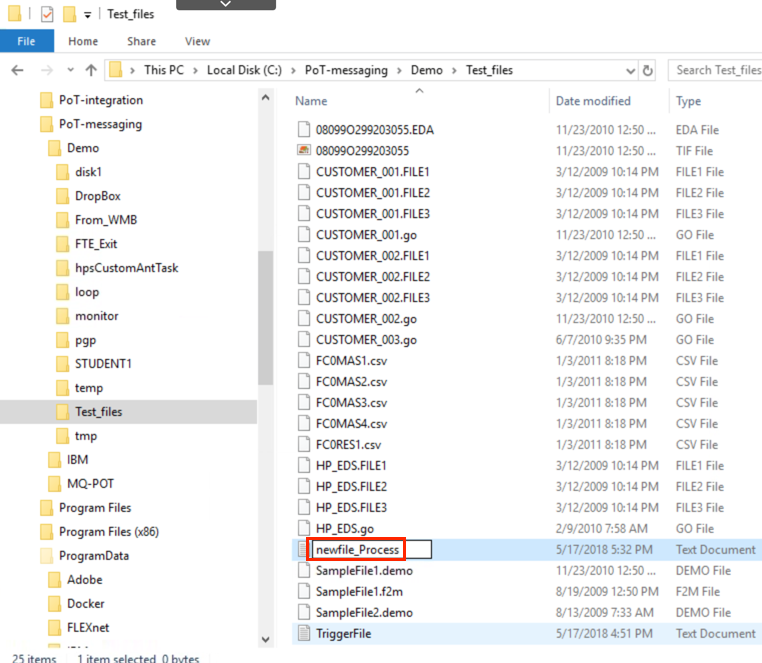 Test_files
File Home Share View
This PC > Local Disk (C:) > PoT-messaging > Demo > Test_files Search Test_files
PoT-integration
PoT-messaging
Demo
disk1
DropBox
From_WMB
FTE_Exit
hpsCustomAntTask
loop
monitor
pgp
STUDENT1
temp
Test_files
tmp
IBM
MQ-POT
Program Files
Program Files (x86)
ProgramData
Adobe
Docker
FLEXnet
Name Date modified Type
08099O299203055.EDA 11/23/2010 12:50 ... EDA File
08099O299203055 11/23/2010 12:50 ... TIF File
CUSTOMER_001.FILE1 3/12/2009 10:14 PM FILE1 File
CUSTOMER_001.FILE2 3/12/2009 10:14 PM FILE2 File
CUSTOMER_001.FILE3 3/12/2009 10:14 PM FILE3 File
CUSTOMER_001.go 11/23/2010 12:50 ... GO File
CUSTOMER_002.FILE1 3/12/2009 10:14 PM FILE1 File
CUSTOMER_002.FILE2 3/12/2009 10:14 PM FILE2 File
CUSTOMER_002.FILE3 3/12/2009 10:14 PM FILE3 File
CUSTOMER_002.go 11/23/2010 12:50 ... GO File
CUSTOMER_003.go 6/7/2010 9:35 PM GO File
FC0MAS1.csv 1/3/2011 8:18 PM CSV File
FC0MAS2.csv 1/3/2011 8:18 PM CSV File
FC0MAS3.csv 1/3/2011 8:18 PM CSV File
FC0MAS4.csv 1/3/2011 8:18 PM CSV File
FC0RES1.csv 1/3/2011 8:18 PM CSV File
HP_EDS.FILE1 3/12/2009 10:14 PM FILE1 File
HP_EDS.FILE2 3/12/2009 10:14 PM FILE2 File
HP_EDS.FILE3 3/12/2009 10:14 PM FILE3 File
HP_EDS.go 2/9/2010 7:58 AM GO File
newfile_Process 5/17/2018 5:32 PM Text Document
SampleFile1.demo 11/23/2010 12:50 ... DEMO File
SampleFile1.f2m 8/19/2009 12:50 PM F2M File
SampleFile2.demo 8/13/2009 7:33 AM DEMO File
TriggerFile 5/17/2018 4:51 PM Text Document
25 items 1 item selected 0 bytes